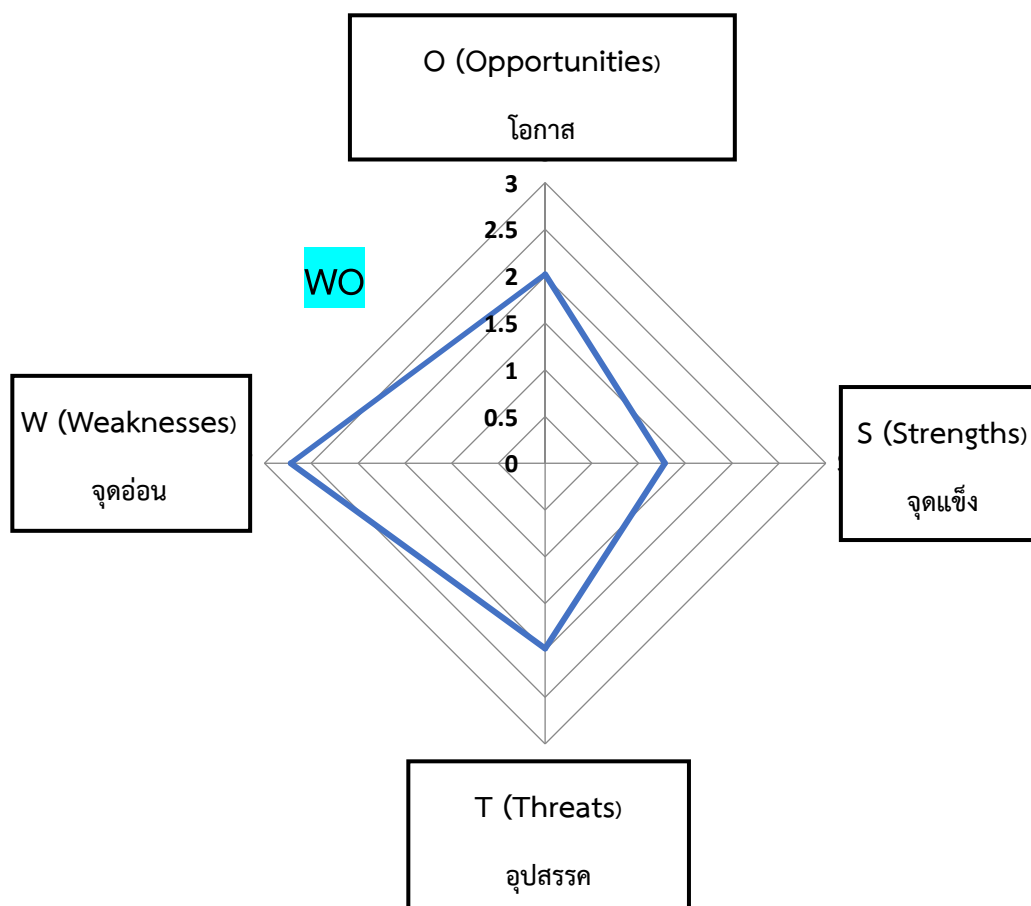 O (Opportunities)
โอกาส
3
2.5
WO
2
1.5
1
W (Weaknesses)
จุดอ่อน
0.5
0
S (Strengths)
จุดแข็ง
T (Threats)
อุปสรรค